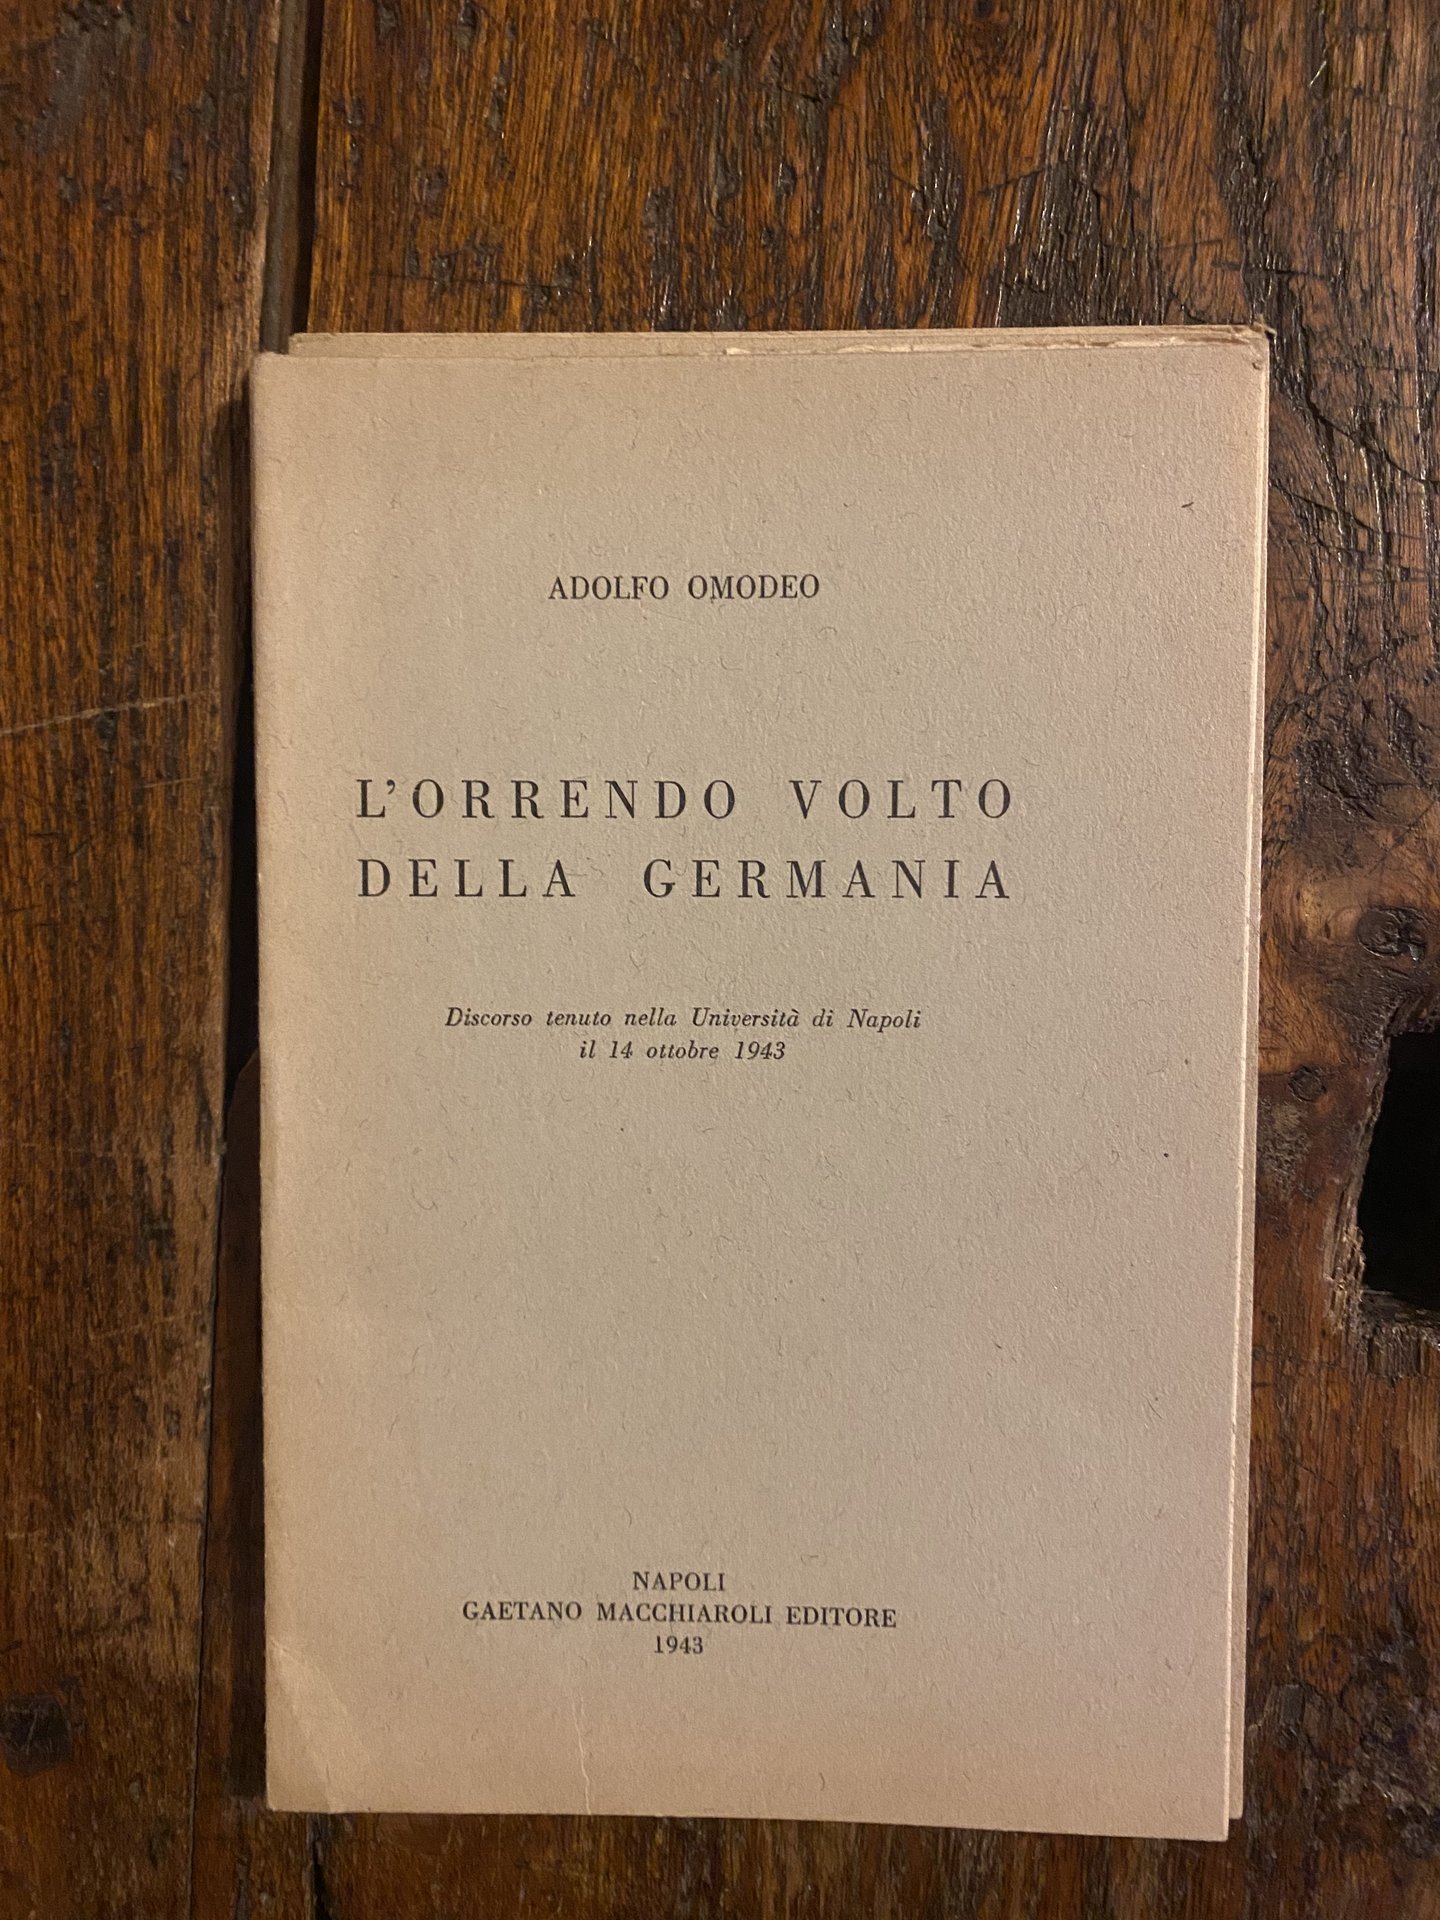 ADOLFO OMODEO
L'ORRENDO VOLTO
DELLA GERMANIA
Discorso tenuto nella Università di Napoli
il 14 ottobre 1943
NAPOLI
GAETANO MACCHIAROLI EDITORE
1943